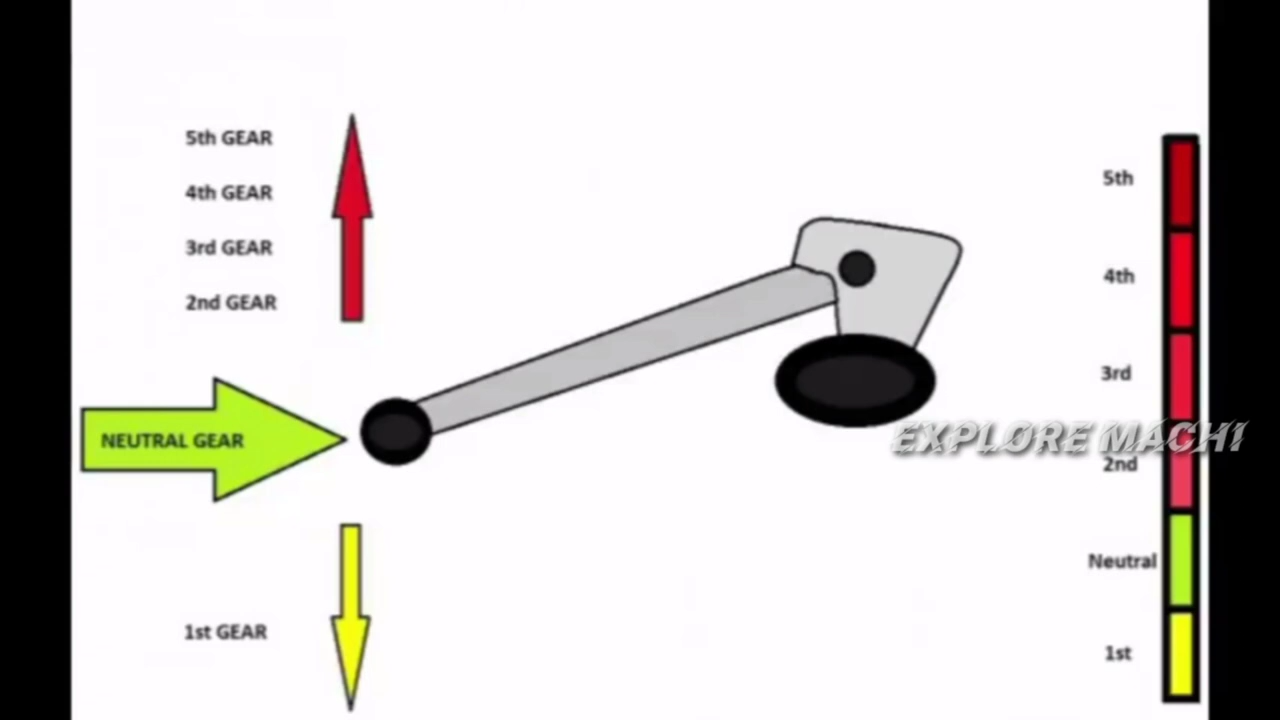 5th GEAR
4th GEAR
3rd GEAR
2nd GEAR
NEUTRAL GEAR
1st GEAR
5th
4th
3rd
EXPLORE MACHI
2nd
Neutral
1st